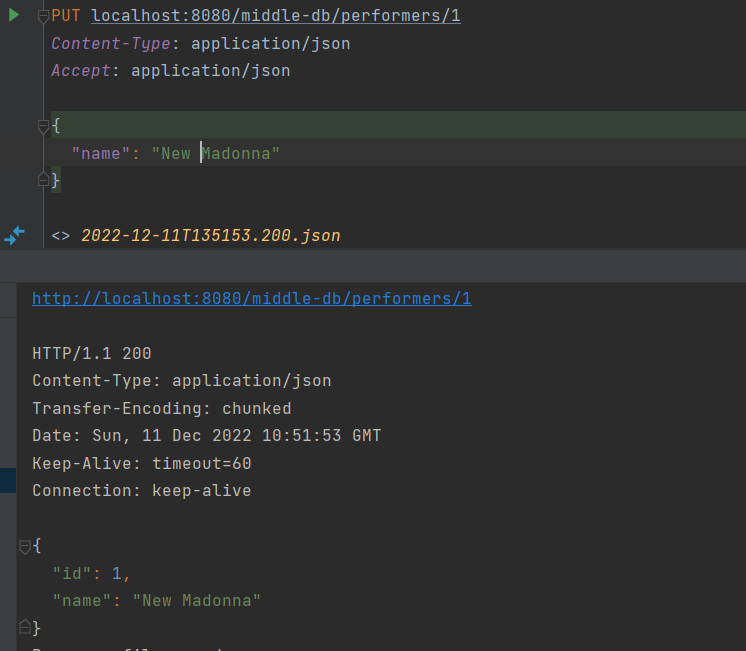 PUT localhost:8080/middle-db/performers/1
Content-Type: application/json
Accept: application/json
{
"name": "New Madonna"
}
<> 2022-12-11T135153.200.json
http://localhost:8080/middle-db/performers/1
HTTP/1.1 200
Content-Type: application/json
Transfer-Encoding: chunked
Date: Sun, 11 Dec 2022 10:51:53 GMT
Keep-Alive: timeout=60
Connection: keep-alive
{
"id": 1,
"name": "New Madonna"
}